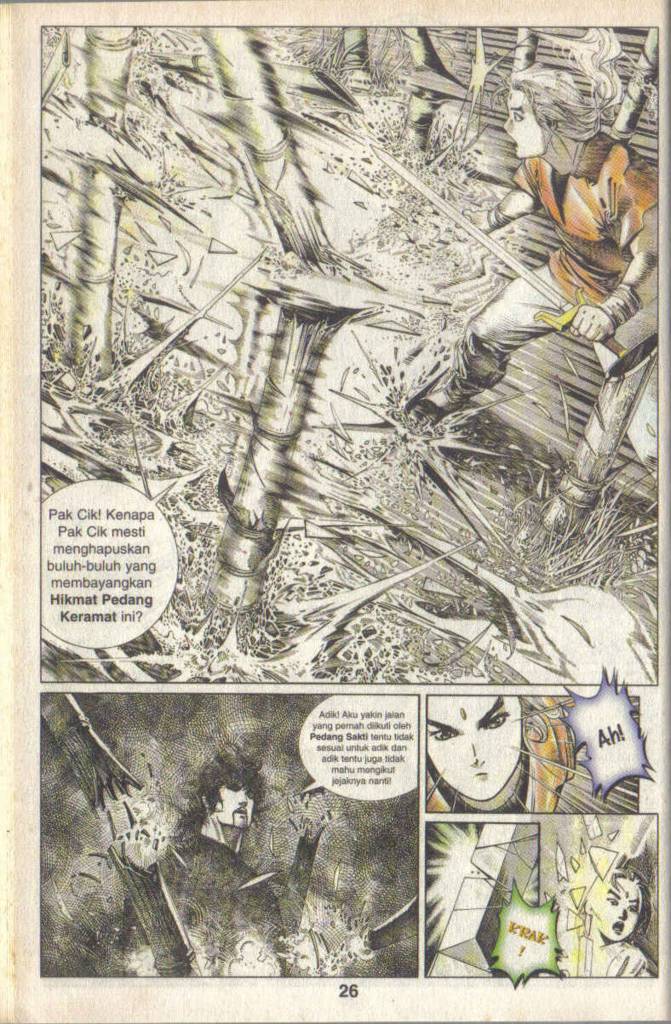 Pak Cik! Kenapa
Pak Cik mesti
menghapuskan
buluh-buluh yang
membayangkan
Hikmat Pedang
Keramat ini?
Adik! Aku yakin jalan
yang pernah diikuti oleh
Pedang Sakti tentu tidak
sesuai untuk adik dan
adik tentu juga tidak
mahu mengikut
jejaknya nanti!
Ah!
KRAK
!
26